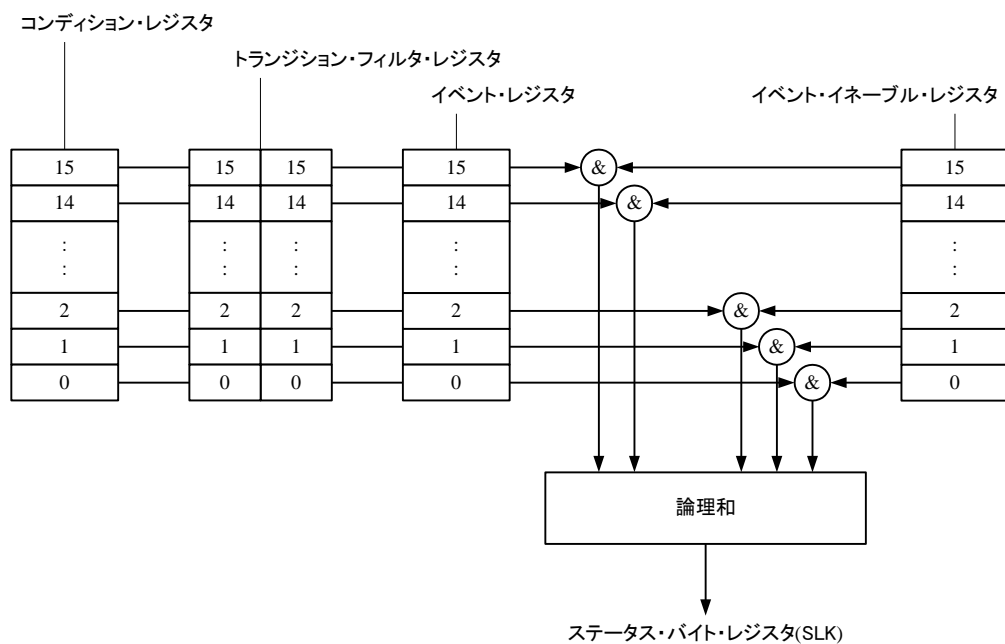 コンディション・レジスタ
トランジション・フィルタ・レジスタ
イベント・レジスタ
イベント・イネーブル・レジスタ
15 15 15 15 & 15
14 14 14 14 & 14
: : : : :
: : : : :
2 2 2 2 & 2
1 1 1 1 & 1
0 0 0 0 & 0
論理和
ステータス・バイト・レジスタ(SLK)